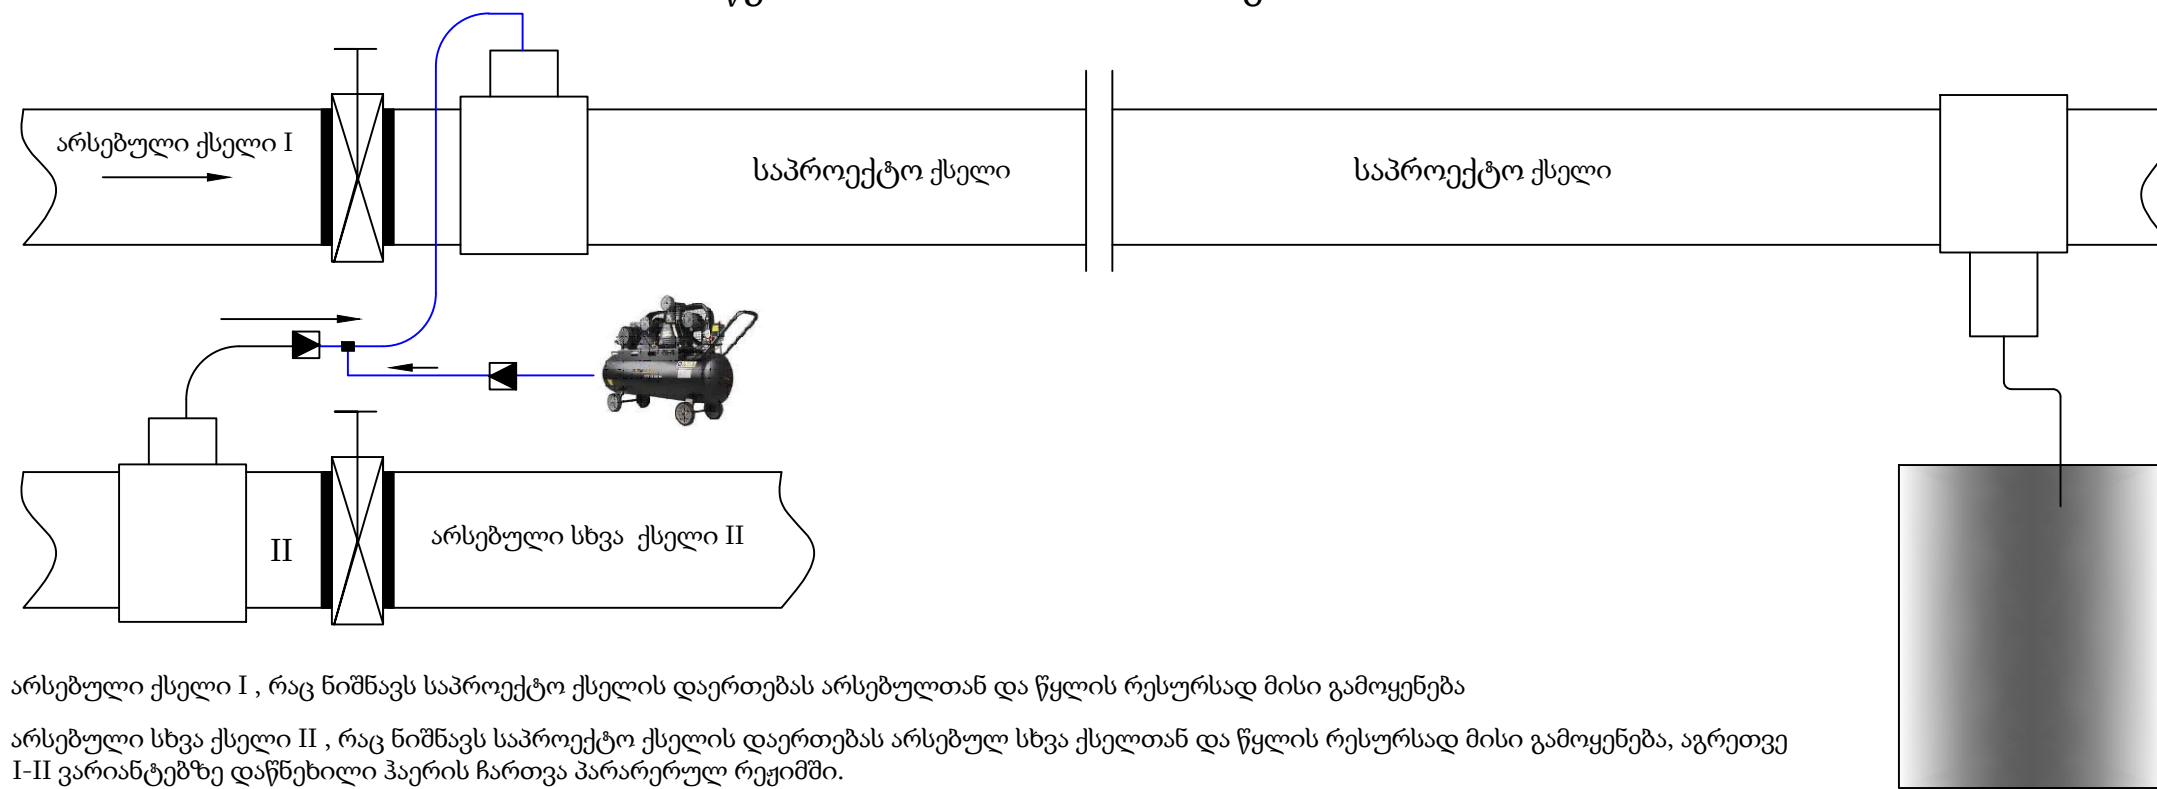 არსებული ქსელი I
საპროექტო ქსელი
საპროექტო ქსელი
II
არსებული სხვა ქსელი II
არსებული ქსელი I , რაც ნიშნავს საპროექტო ქსელის დაერთებას არსებულთან და წყლის რესურსად მისი გამოყენება
არსებული სხვა ქსელი II , რაც ნიშნავს საპროექტო ქსელის დაერთებას არსებულ სხვა ქსელთან და წყლის რესურსად მისი გამოყენება, აგრეთვე
I-II ვარიანტებზე დაწნეხილი ჰაერის ჩართვა პარარერულ რეჟიმში.